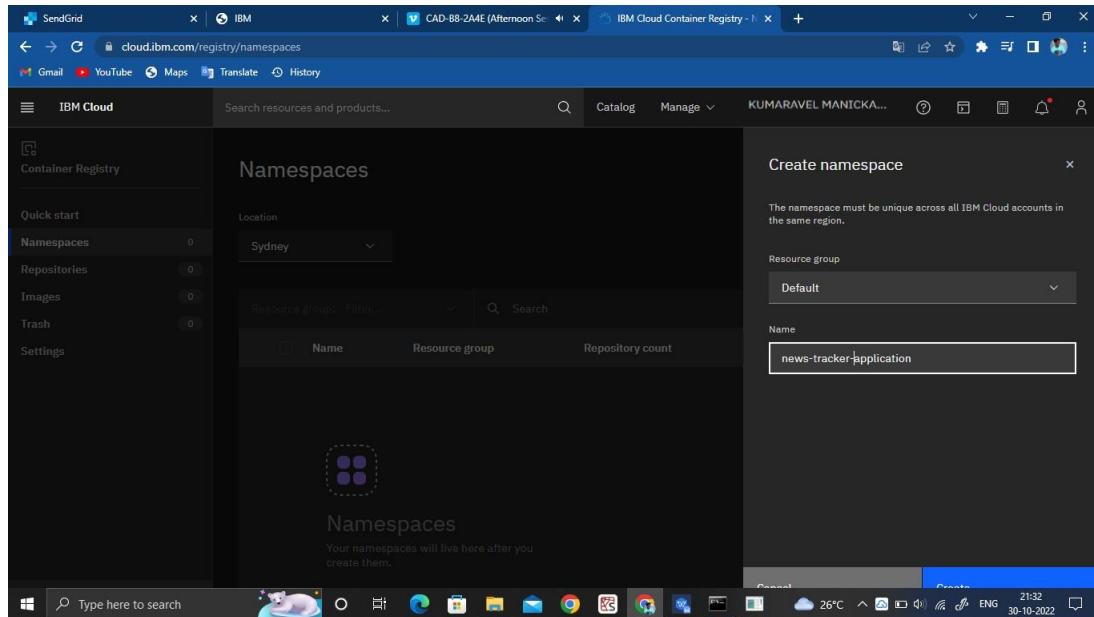 SendGrid
IBM
CAD-B8-2A4E (Afternoon Se
IBM Cloud Container Registry - N
cloud.ibm.com/registry/namespaces
Gmail
YouTube
Maps
Translate
History
IBM Cloud
Search resources and products...
Catalog
Manage
KUMARAVEL MANICKA...
Container Registry
Quick start
Namespaces 0
Repositories 0
Images 0
Trash 0
Settings
Namespaces
Location
Sydney
Resource group: Filter...
Search
Name
Resource group
Repository count
Namespaces
Your namespaces will live here after you
create them.
Create namespace
The namespace must be unique across all IBM Cloud accounts in
the same region.
Resource group
Default
Name
news-tracker-application
Cancel
Create
Type here to search
26°C
ENG
21:32
30-10-2022